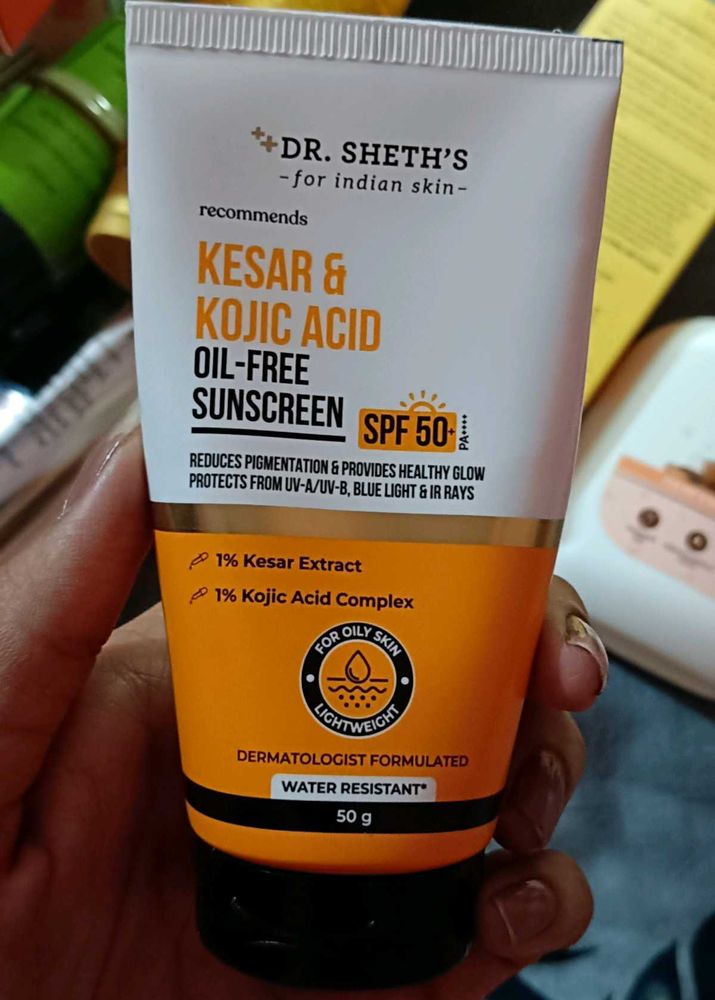 DR. SHETH'S
-for indian skin-
recommends
KESAR &
KOJIC ACID
OIL-FREE
SUNSCREEN
SPF 50+
PA++++
REDUCES PIGMENTATION & PROVIDES HEALTHY GLOW
PROTECTS FROM UV-A/UV-B, BLUE LIGHT & IR RAYS
1% Kesar Extract
1% Kojic Acid Complex
FOR OILY SKIN
LIGHTWEIGHT
DERMATOLOGIST FORMULATED
WATER RESISTANT*
50 g